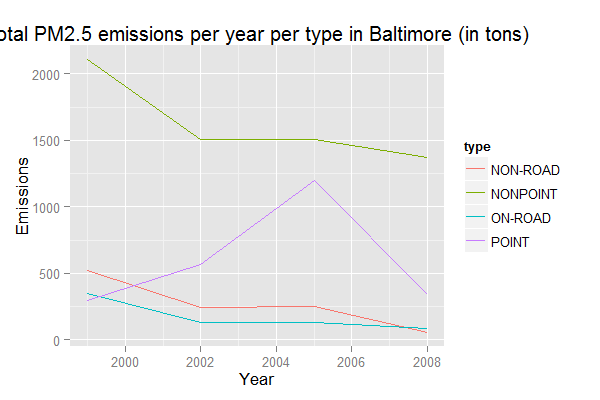 otal PM2.5 emissions per year per type in Baltimore (in tons)
2000
1500
1000
500
0
Emissions
2000 2002 2004 2006 2008
Year
type
NON-ROAD
NONPOINT
ON-ROAD
POINT